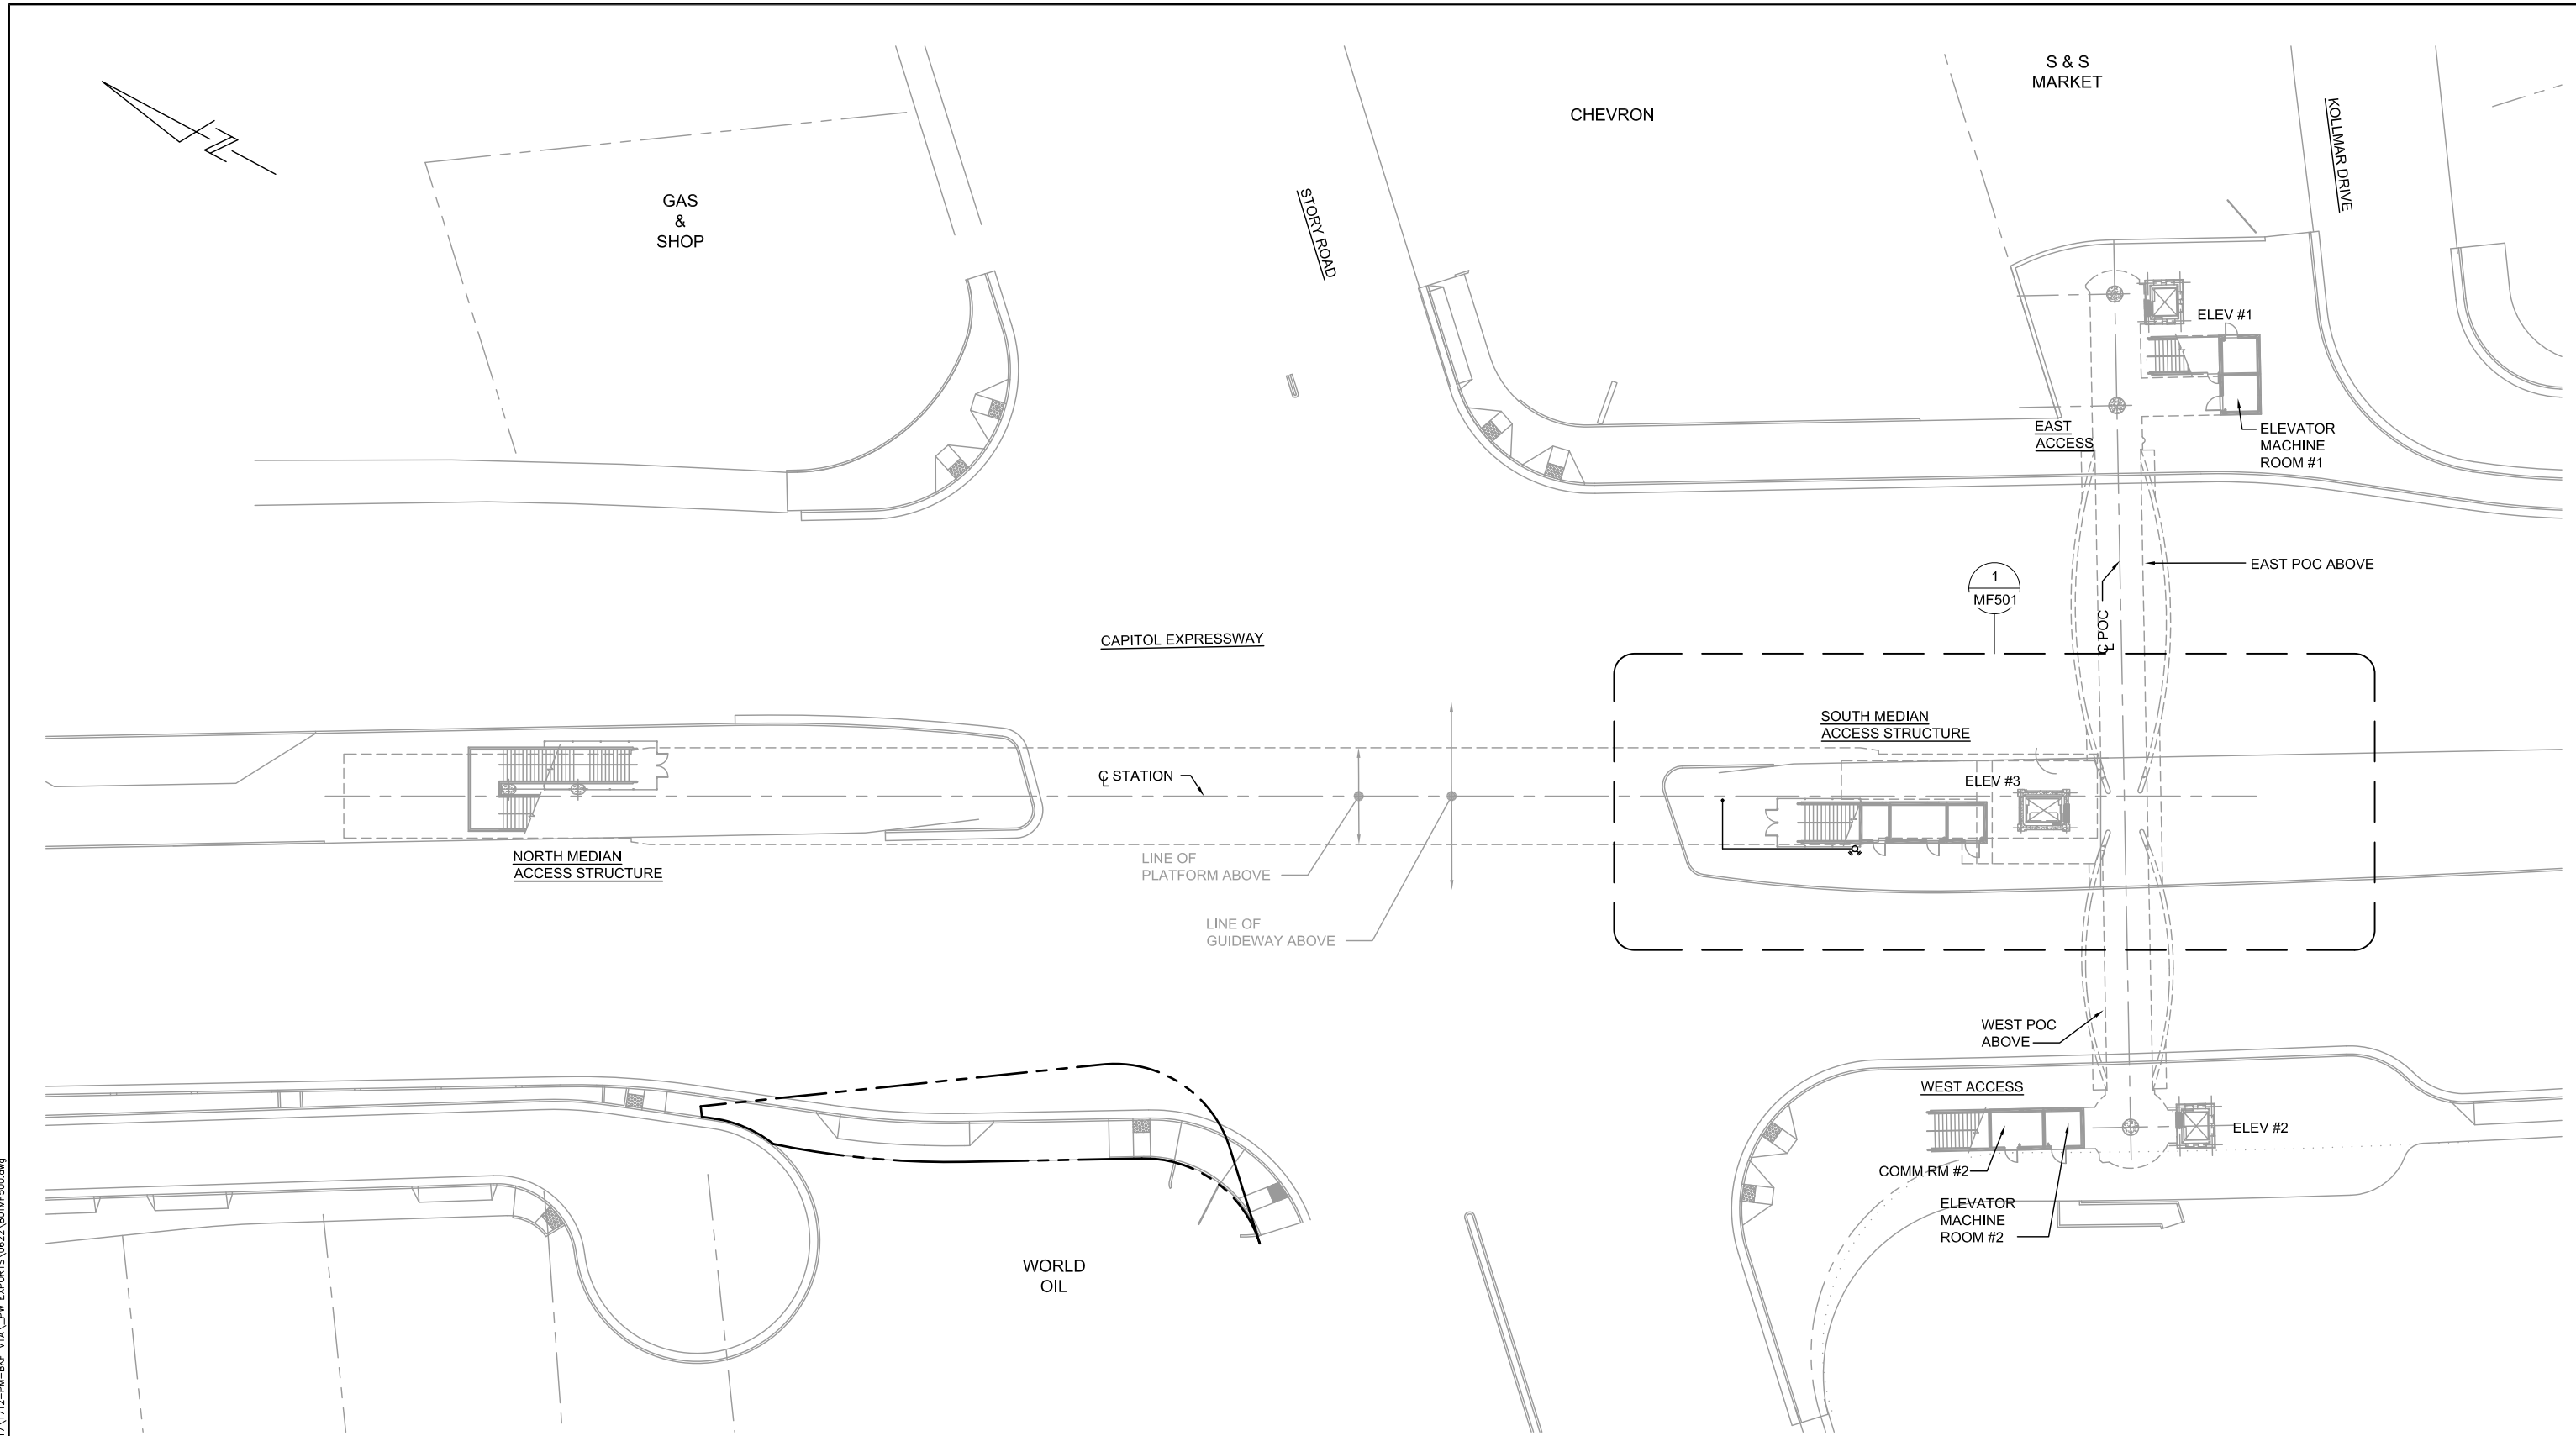 S & S
MARKET
CHEVRON
KOLLMAR DRIVE
GAS
&
SHOP
STORY ROAD
N
ELEV #1
EAST
ACCESS
ELEVATOR
MACHINE
ROOM #1
EAST POC ABOVE
1
MF501
CL POC
CAPITOL EXPRESSWAY
SOUTH MEDIAN
ACCESS STRUCTURE
CL STATION
ELEV #3
NORTH MEDIAN
ACCESS STRUCTURE
LINE OF
PLATFORM ABOVE
LINE OF
GUIDEWAY ABOVE
WEST POC
ABOVE
WEST ACCESS
ELEV #2
COMM RM #2
ELEVATOR
MACHINE
ROOM #2
WORLD
OIL